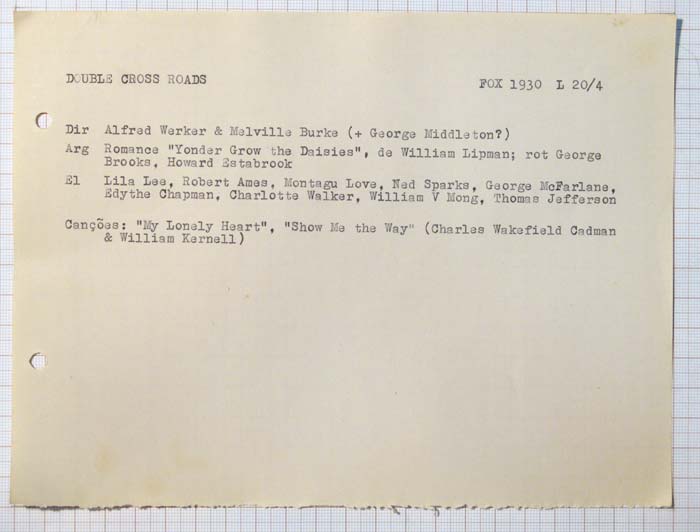 DOUBLE CROSS ROADS FOX 1930 L 20/4
Dir Alfred Werker & Melville Burke (+ George Middleton?)
Arg Romance "Yonder Grow the Daisies", de William Lipman; rot George
Brooks, Howard Estabrook
El Lila Lee, Robert Ames, Montagu Love, Ned Sparks, George McFarlane,
Edythe Chapman, Charlotte Walker, William V Mong, Thomas Jefferson
Canções: "My Lonely Heart", "Show Me the Way" (Charles Wakefield Cadman
& William Kernell)